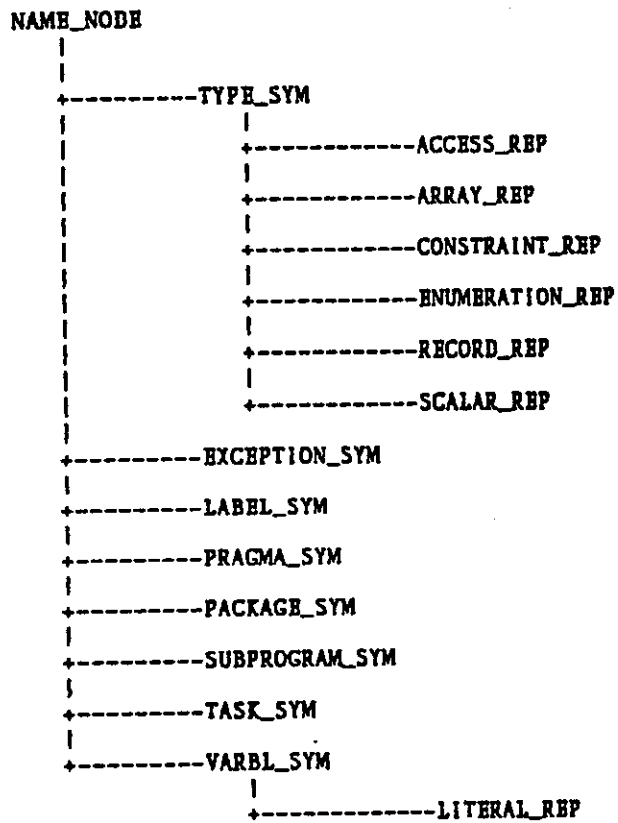 NAME_NODE
TYPE_SYM
ACCESS_REP
ARRAY_REP
CONSTRAINT_REP
ENUMERATION_REP
RECORD_REP
SCALAR_REP
EXCEPTION_SYM
LABEL_SYM
PRAGMA_SYM
PACKAGE_SYM
SUBPROGRAM_SYM
TASK_SYM
VARBL_SYM
LITERAL_REP